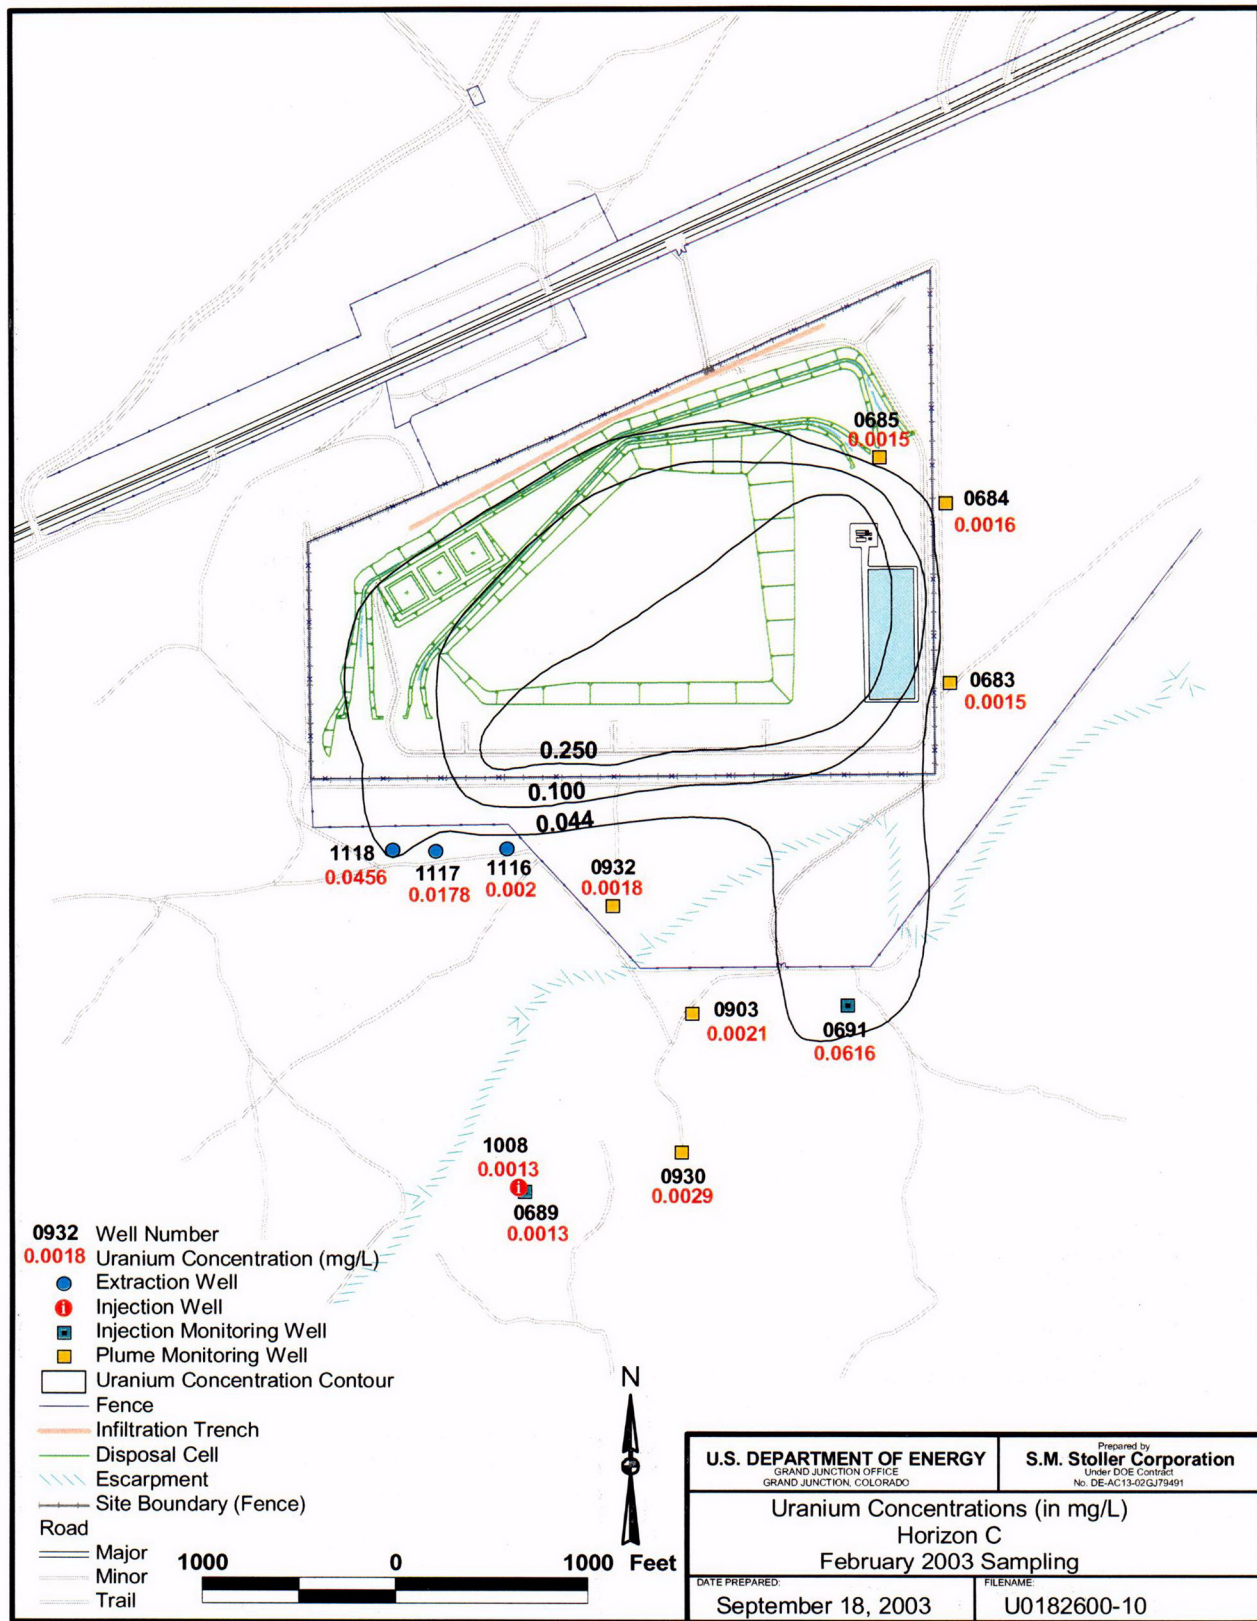 0685
0.0015
0684
0.0016
0683
0.0015
0.250
0.100
0.044
1118
0.0456
1117
0.0178
1116
0.002
0932
0.0018
0903
0.0021
0691
0.0616
1008
0.0013
i
0689
0.0013
0930
0.0029
0932 Well Number
0.0018 Uranium Concentration (mg/L)
Extraction Well
i Injection Well
Injection Monitoring Well
Plume Monitoring Well
Uranium Concentration Contour
Fence
Infiltration Trench
Disposal Cell
Escarpment
Site Boundary (Fence)
Road
Major
Minor
Trail
1000 0 1000 Feet
N
U.S. DEPARTMENT OF ENERGY
GRAND JUNCTION OFFICE
GRAND JUNCTION, COLORADO
Prepared by
S.M. Stoller Corporation
Under DOE Contract
No. DE-AC13-02GJ79491
Uranium Concentrations (in mg/L)
Horizon C
February 2003 Sampling
DATE PREPARED:
September 18, 2003
FILENAME:
U0182600-10